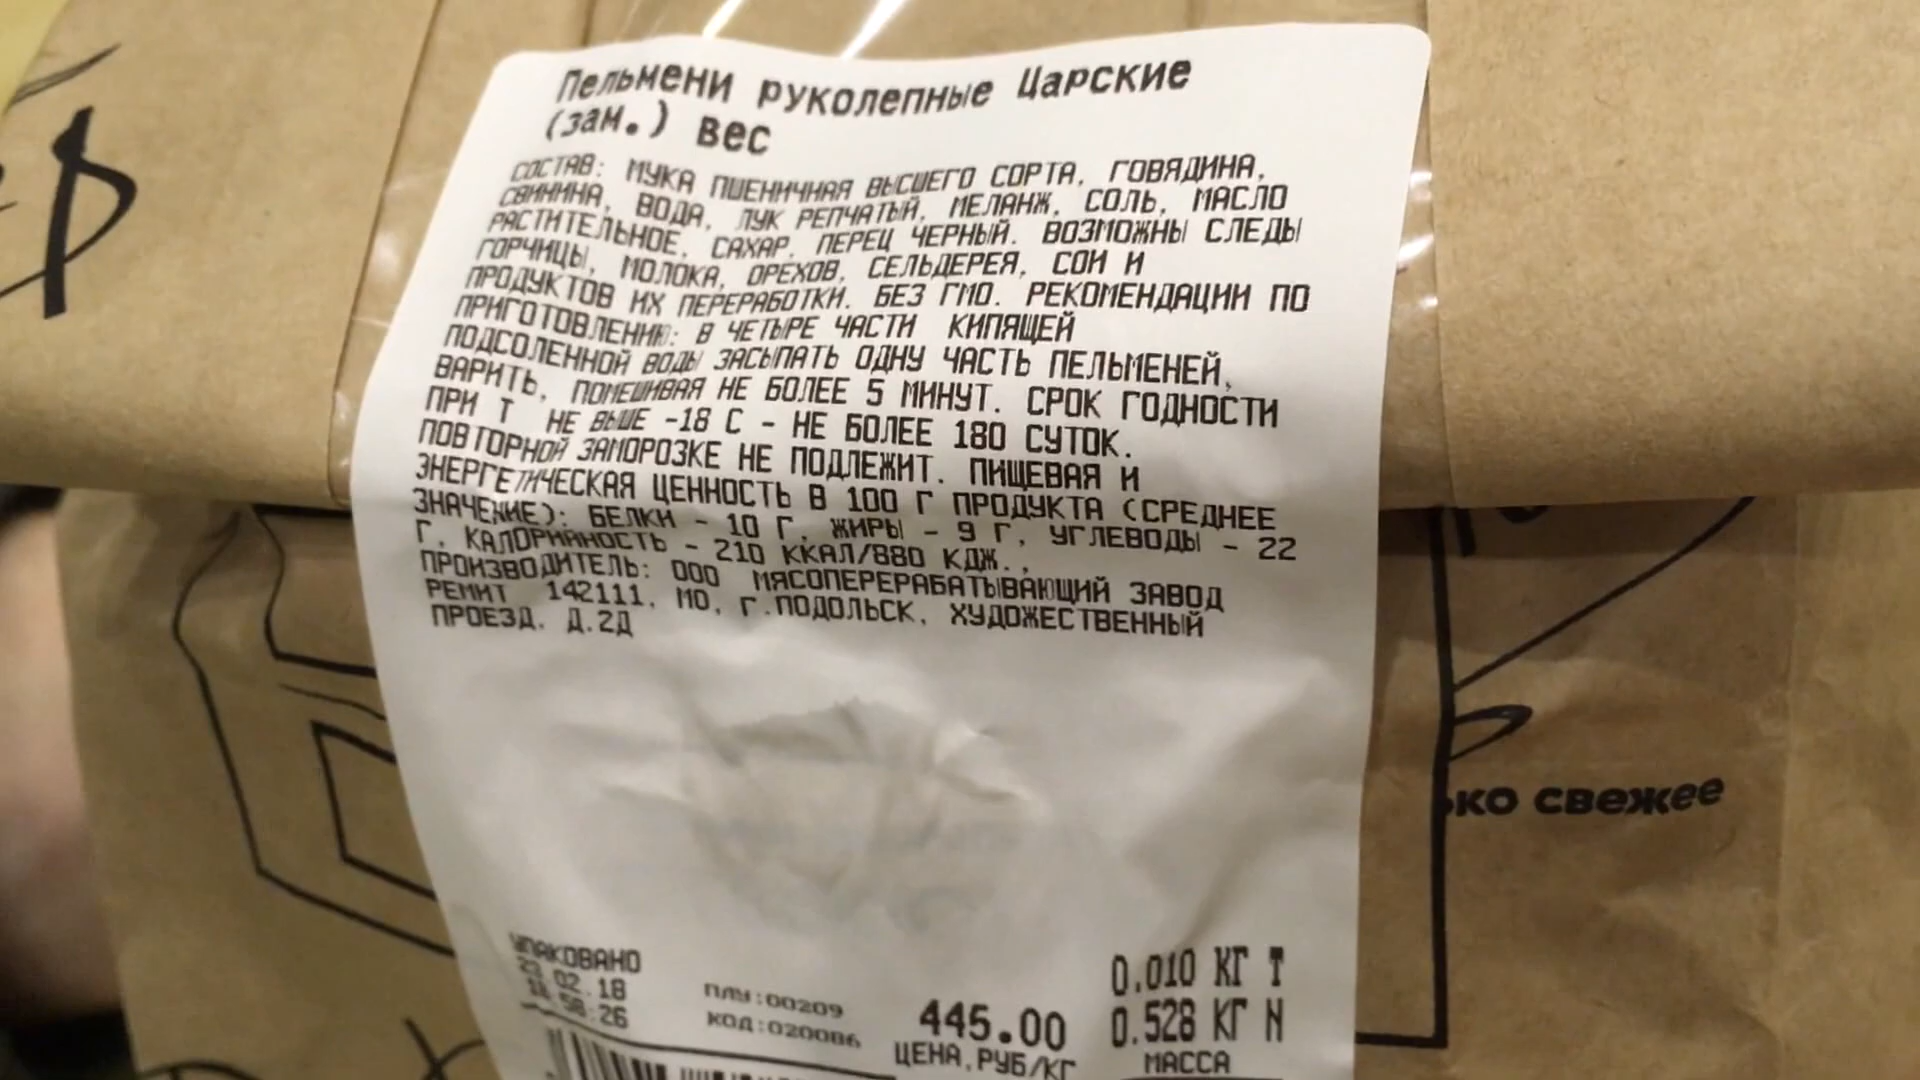 Пельмени руколепные Царские
(зам.) вес
СОСТАВ: МУКА ПШЕНИЧНАЯ ВЫСШЕГО СОРТА, ГОВЯДИНА,
СВИНИНА, ВОДА, ЛУК РЕПЧАТЫЙ, МЕЛАНЖ, СОЛЬ, МАСЛО
РАСТИТЕЛЬНОЕ, САХАР, ПЕРЕЦ ЧЕРНЫЙ. ВОЗМОЖНЫ СЛЕДЫ
ГОРЧИЦЫ, МОЛОКА, ОРЕХОВ, СЕЛЬДЕРЕЯ, СОИ И
ПРОДУКТОВ ИХ ПЕРЕРАБОТКИ. БЕЗ ГМО. РЕКОМЕНДАЦИИ ПО
ПРИГОТОВЛЕНИЮ: В ЧЕТЫРЕ ЧАСТИ КИПЯЩЕЙ
ПОДСОЛЕННОЙ ВОДЫ ЗАСЫПАТЬ ОДНУ ЧАСТЬ ПЕЛЬМЕНЕЙ,
ВАРИТЬ, ПОМЕШИВАЯ НЕ БОЛЕЕ 5 МИНУТ. СРОК ГОДНОСТИ
ПРИ Т НЕ ВЫШЕ -18 С - НЕ БОЛЕЕ 180 СУТОК.
ПОВТОРНОЙ ЗАМОРОЗКЕ НЕ ПОДЛЕЖИТ. ПИЩЕВАЯ И
ЭНЕРГЕТИЧЕСКАЯ ЦЕННОСТЬ В 100 Г ПРОДУКТА (СРЕДНЕЕ
ЗНАЧЕНИЕ): БЕЛКИ - 10 Г, ЖИРЫ - 9 Г, УГЛЕВОДЫ - 22
Г. КАЛОРИЙНОСТЬ - 210 ККАЛ/880 КДЖ.,
ПРОИЗВОДИТЕЛЬ: ООО МЯСОПЕРЕРАБАТЫВАЮЩИЙ ЗАВОД
РЕМИТ 142111, МО, Г.ПОДОЛЬСК, ХУДОЖЕСТВЕННЫЙ
ПРОЕЗД, Д.2Д
УПАКОВАНО
23.02.18
58:26
ПЛУ:00209
КОД:020086
445.00
ЦЕНА,РУБ/КГ
0.010 КГ T
0.528 КГ N
МАССА
ко свежее